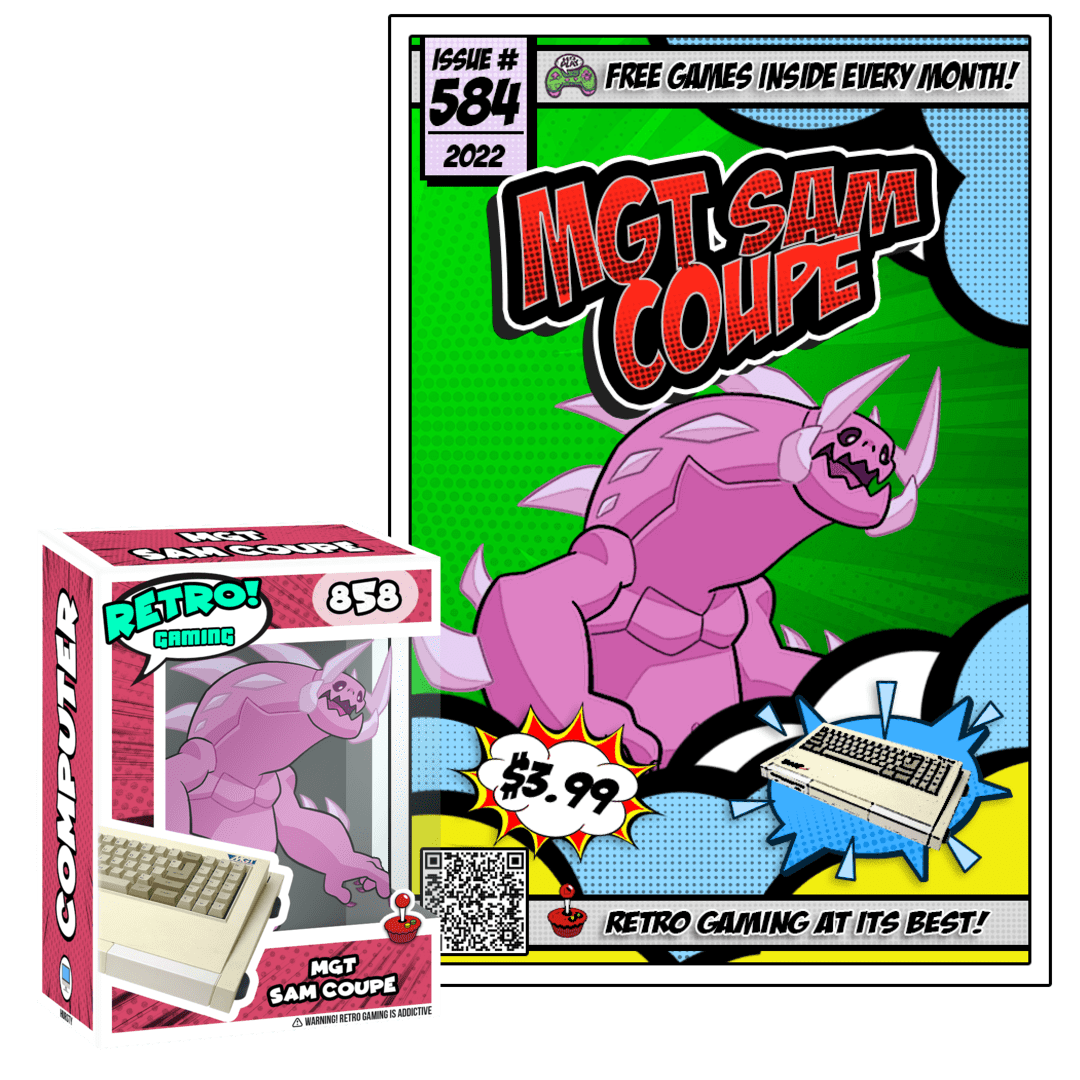 ISSUE #
584
2022
FREE GAMES INSIDE EVERY MONTH!
MGT SAM
COUPE
$3.99
RETRO GAMING AT ITS BEST!
MGT
SAM COUPE
RETRO!
GAMING
858
COMPUTER
MGT
MGT
SAM COUPE
WARNING! RETRO GAMING IS ADDICTIVE